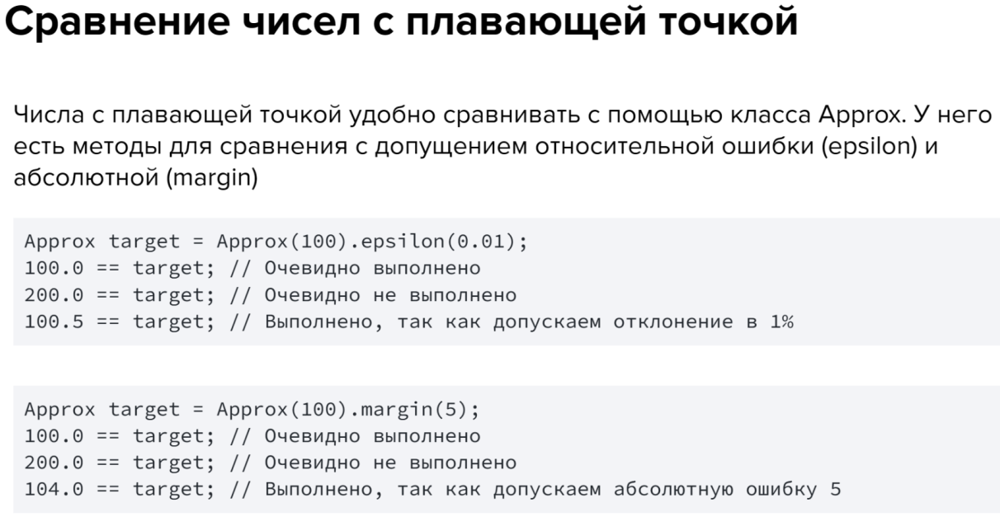 Сравнение чисел с плавающей точкой
Числа с плавающей точкой удобно сравнивать с помощью класса Approx. У него
есть методы для сравнения с допущением относительной ошибки (epsilon) и
абсолютной (margin)
Approx target = Approx(100).epsilon(0.01);
100.0 == target; // Очевидно выполнено
200.0 == target; // Очевидно не выполнено
100.5 == target; // Выполнено, так как допускаем отклонение в 1%
Approx target = Approx(100).margin(5);
100.0 == target; // Очевидно выполнено
200.0 == target; // Очевидно не выполнено
104.0 == target; // Выполнено, так как допускаем абсолютную ошибку 5